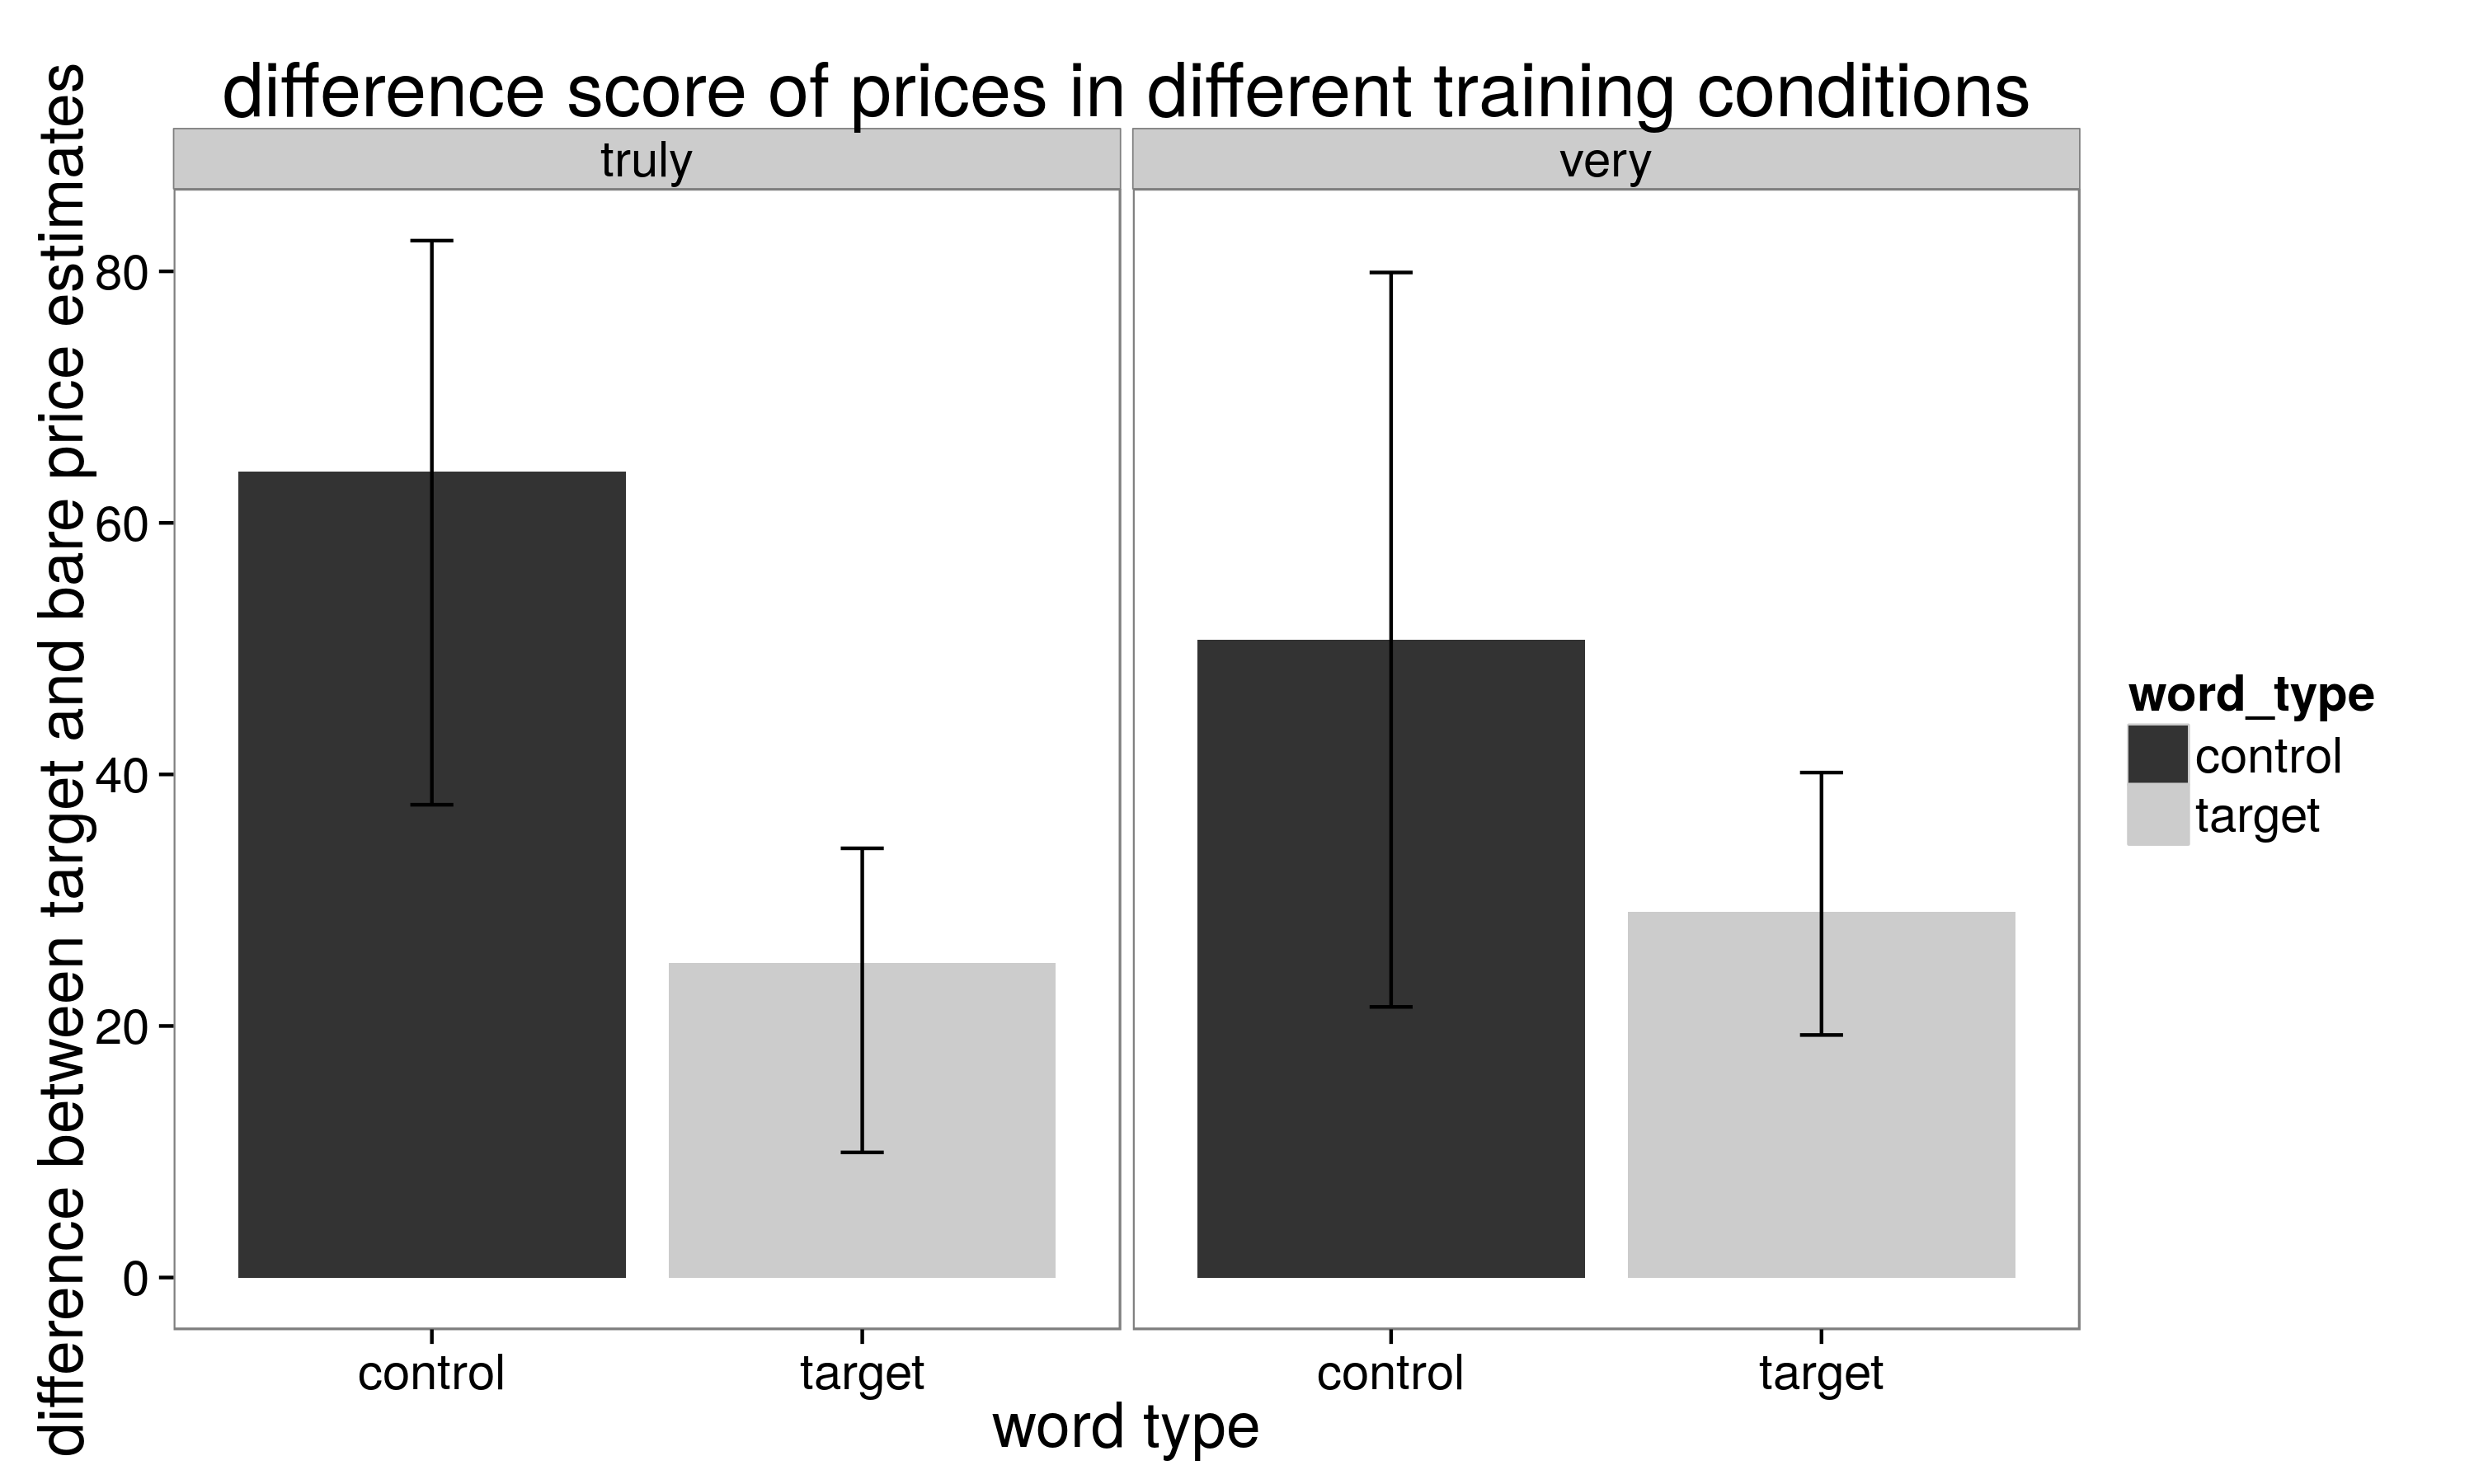 difference score of prices in different training conditions
truly
very
difference between target and bare price estimates
80
60
40
20
0
control
target
control
target
word type
word_type
control
target